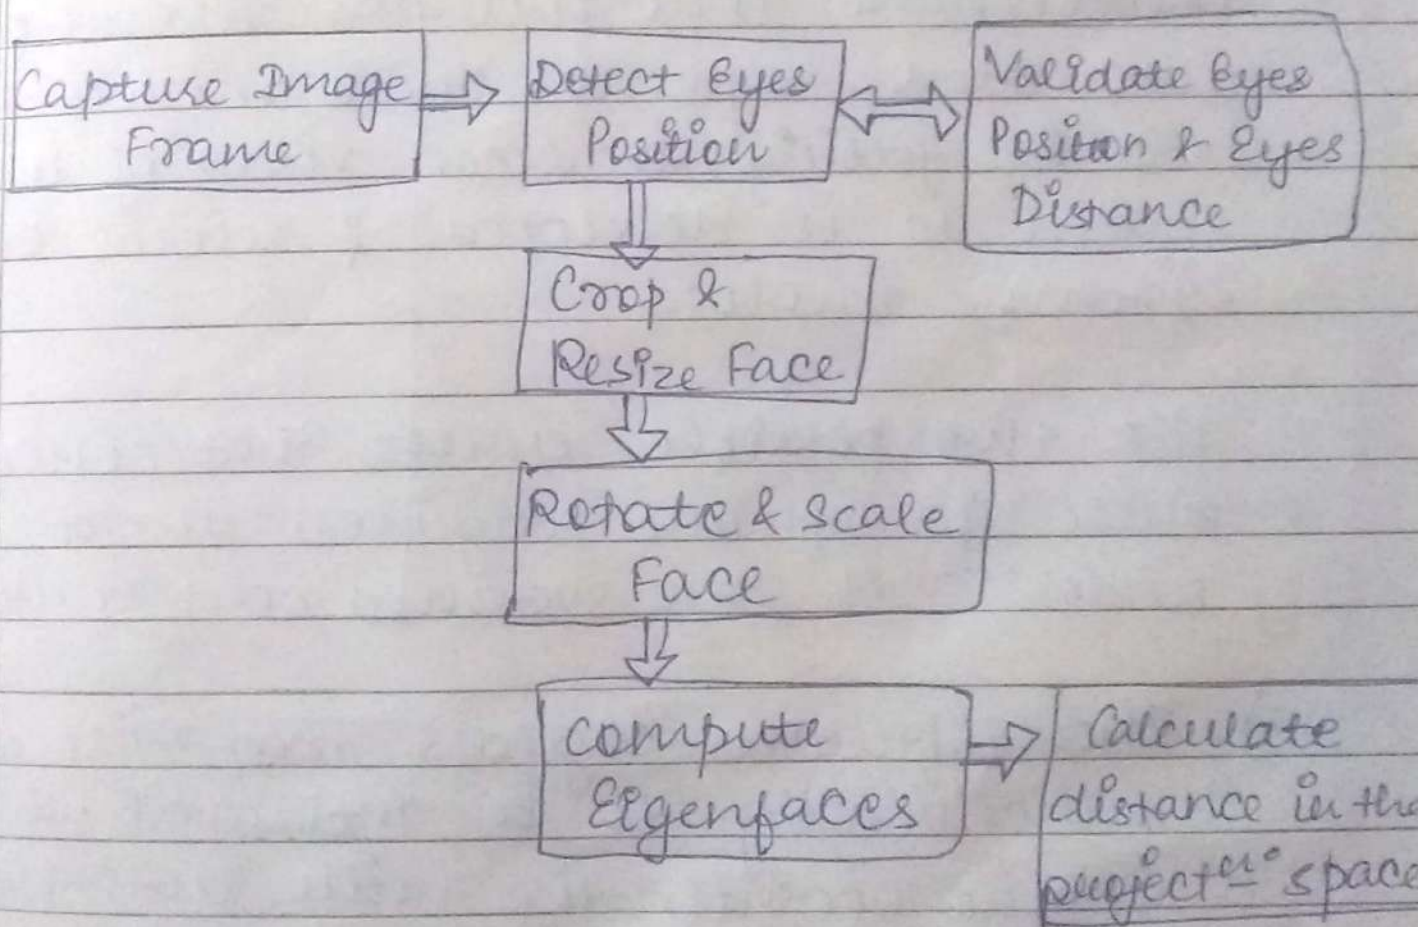 Capture Image
Frame
Detect Eyes
Position
Validate Eyes
Position & Eyes
Distance
Crop &
Resize Face
Rotate & Scale
Face
Compute
Eigenfaces
Calculate
distance in the
projectn space